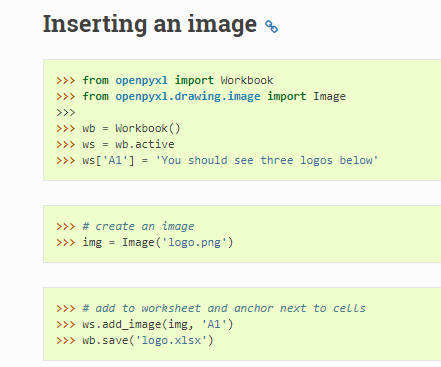 Inserting an image
>>> from openpyxl import Workbook
>>> from openpyxl.drawing.image import Image
>>>
>>> wb = Workbook()
>>> ws = wb.active
>>> ws['A1'] = 'You should see three logos below'
>>> # create an image
>>> img = Image('logo.png')
>>> # add to worksheet and anchor next to cells
>>> ws.add_image(img, 'A1')
>>> wb.save('logo.xlsx')